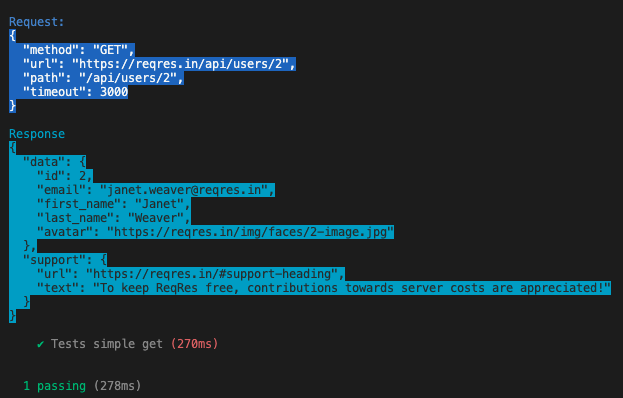 Request:
{
  "method": "GET",
  "url": "https://reqres.in/api/users/2",
  "path": "/api/users/2",
  "timeout": 3000
}
Response
{
  "data": {
    "id": 2,
    "email": "janet.weaver@reqres.in",
    "first_name": "Janet",
    "last_name": "Weaver",
    "avatar": "https://reqres.in/img/faces/2-image.jpg"
  },
  "support": {
    "url": "https://reqres.in/#support-heading",
    "text": "To keep ReqRes free, contributions towards server costs are appreciated!"
  }
}
    ✔ Tests simple get (270ms)
  1 passing (278ms)